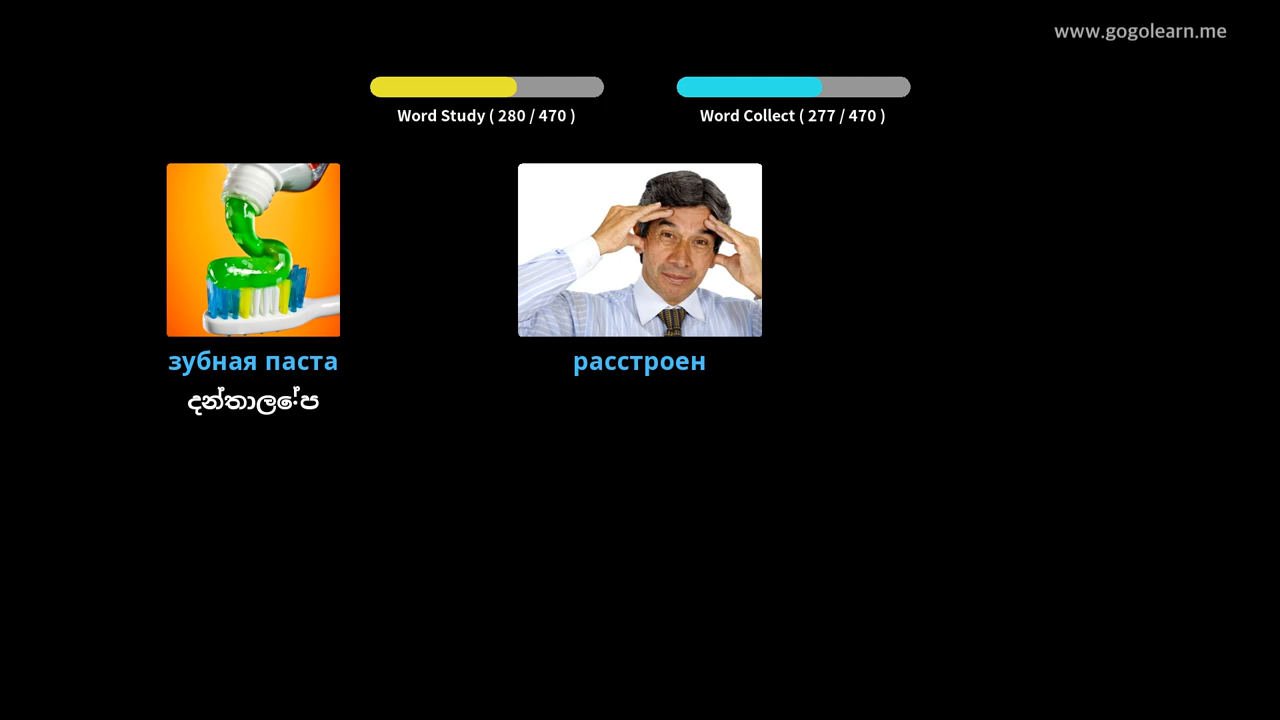 www.gogolearn.me
Word Study ( 280 / 470 )
Word Collect ( 277 / 470 )
зубная паста
දන්තාලේප
расстроен